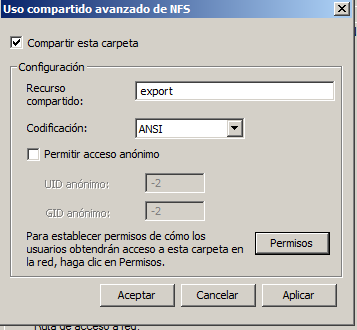 Uso compartido avanzado de NFS
Compartir esta carpeta
Configuración
Recurso
compartido:
export
Codificación:
ANSI
Permitir acceso anónimo
UID anónimo:
-2
GID anónimo:
-2
Para establecer permisos de cómo los
usuarios obtendrán acceso a esta carpeta en
la red, haga clic en Permisos.
Permisos
Aceptar
Cancelar
Aplicar
Ruta de acceso a red: